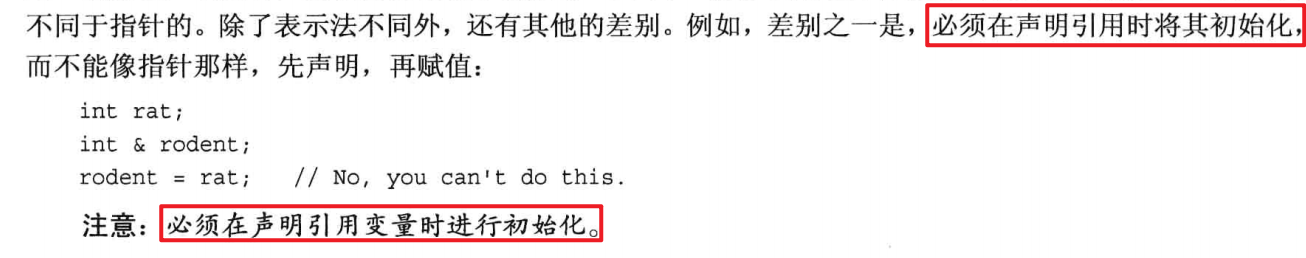 不同于指针的。除了表示法不同外，还有其他的差别。例如，差别之一是，必须在声明引用时将其初始化，
而不能像指针那样，先声明，再赋值：
int rat;
int & rodent;
rodent = rat;   // No, you can't do this.
注意：必须在声明引用变量时进行初始化。